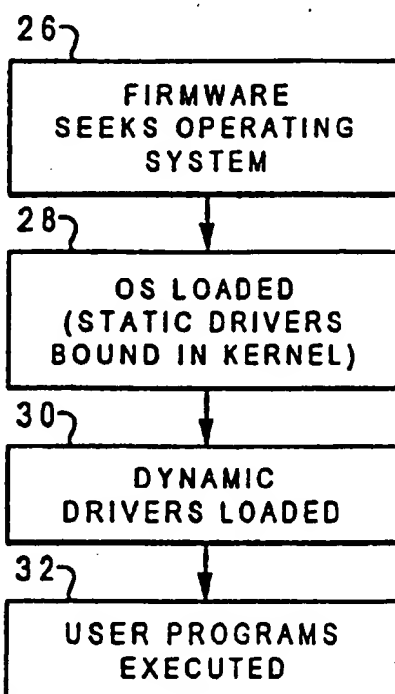 26
FIRMWARE
SEEKS OPERATING
SYSTEM
28
OS LOADED
(STATIC DRIVERS
BOUND IN KERNEL)
30
DYNAMIC
DRIVERS LOADED
32
USER PROGRAMS
EXECUTED